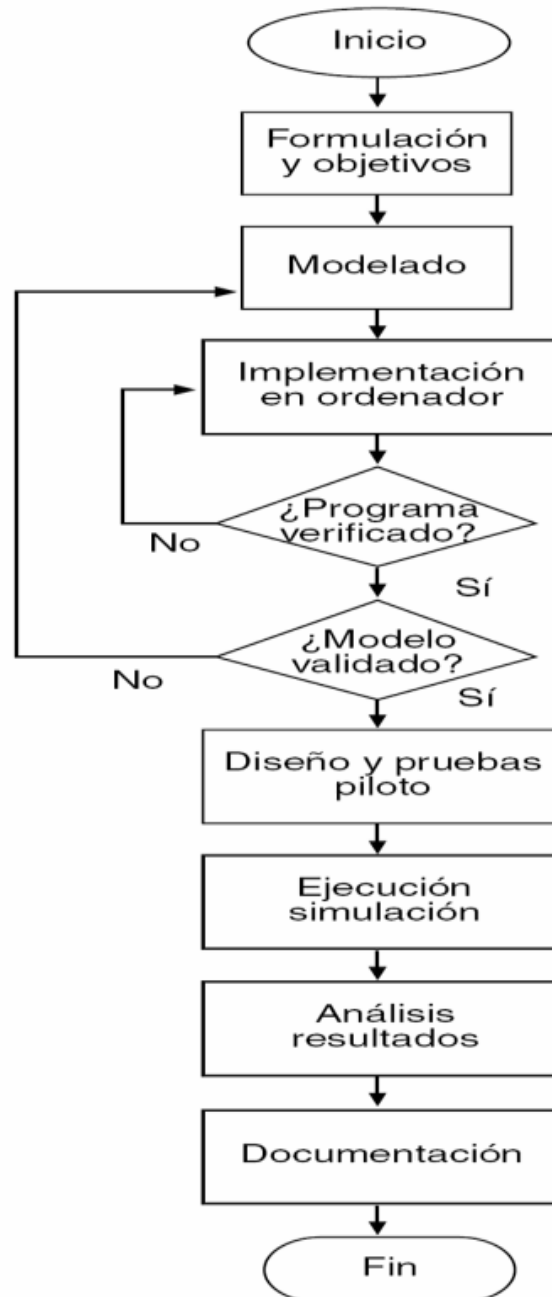 Inicio
Formulación
y objetivos
Modelado
Implementación
en ordenador
¿Programa
verificado?
No
Sí
¿Modelo
validado?
No
Sí
Diseño y pruebas
piloto
Ejecución
simulación
Análisis
resultados
Documentación
Fin